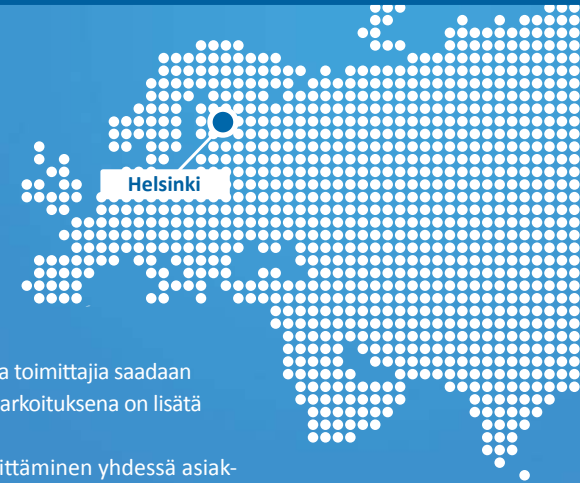 Helsinki
a toimittajia saadaan
arkoituksena on lisätä
ittäminen yhdessä asiak-